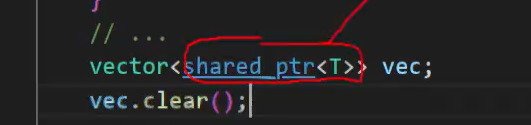 }
// ...
vector<shared_ptr<T>> vec;
vec.clear();